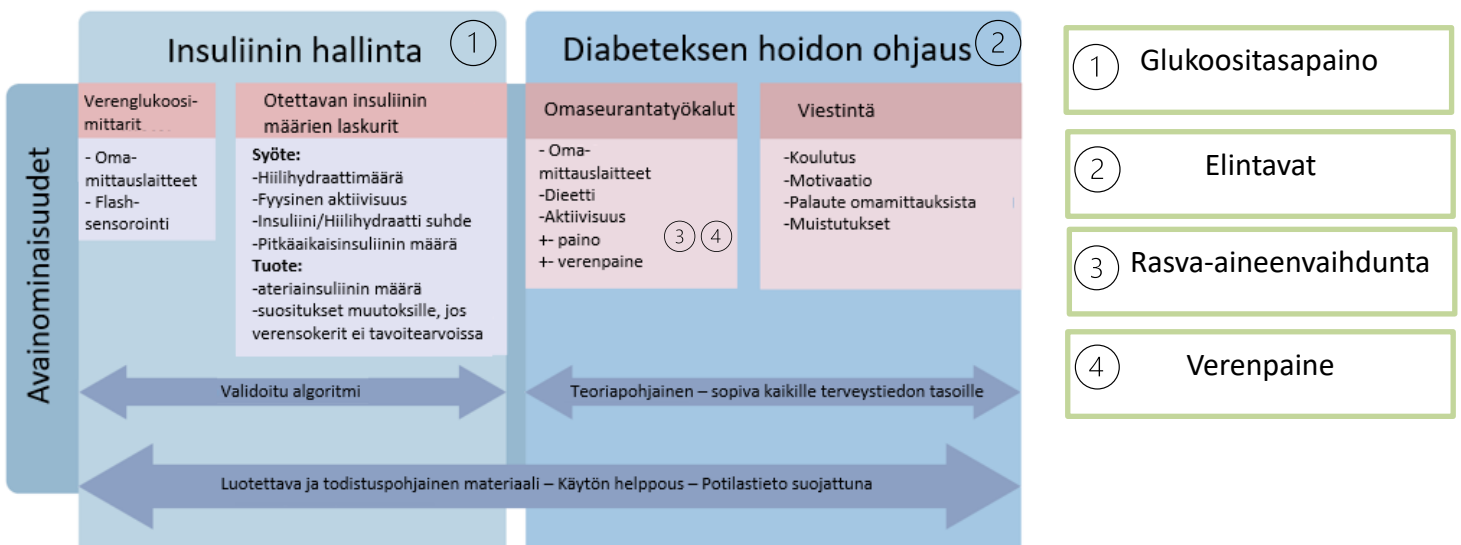 Avainominaisuudet
Insuliinin hallinta
1
Verenglukoosi-
mittarit
- Oma-
mittauslaitteet
- Flash-
sensorointi
Otettavan insuliinin
määrien laskurit
Syöte:
-Hiilihydraattimäärä
-Fyysinen aktiivisuus
-Insuliini/Hiilihydraatti suhde
-Pitkäaikaisinsuliinin määrä
Tuote:
-ateriainsuliinin määrä
-suositukset muutoksille, jos
verensokerit ei tavoitearvoissa
Validoitu algoritmi
Diabeteksen hoidon ohjaus
2
Omaseurantatyökalut
- Oma-
mittauslaitteet
-Dieetti
-Aktiivisuus
+- paino
+- verenpaine
3 4
Viestintä
-Koulutus
-Motivaatio
-Palaute omamittauksista
-Muistutukset
Teoriapohjainen – sopiva kaikille terveystiedon tasoille
Luotettava ja todistuspohjainen materiaali – Käytön helppous – Potilastieto suojattuna
1 Glukoositasapaino
2 Elintavat
3 Rasva-aineenvaihdunta
4 Verenpaine